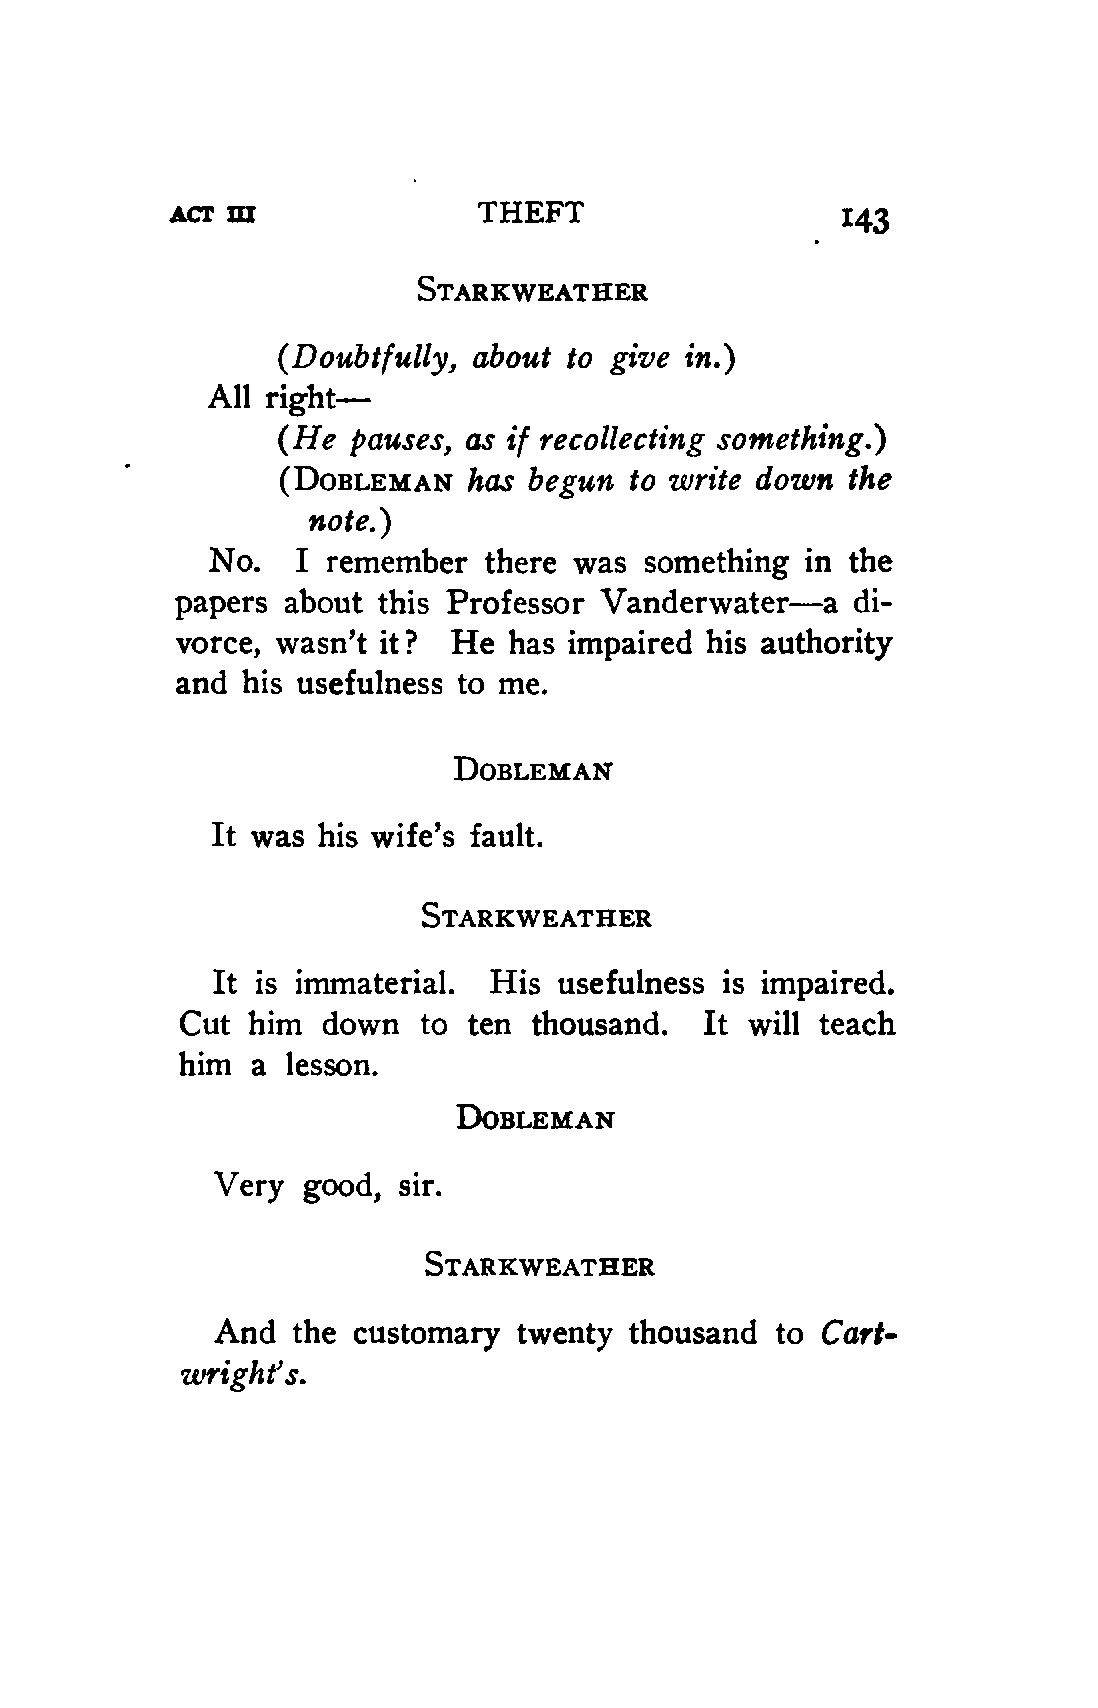 ACT III THEFT 143
STARKWEATHER
(Doubtfully, about to give in.)
All right—
(He pauses, as if recollecting something.)
(DOBLEMAN has begun to write down the
note.)
No. I remember there was something in the
papers about this Professor Vanderwater—a di-
vorce, wasn't it? He has impaired his authority
and his usefulness to me.
DOBLEMAN
It was his wife's fault.
STARKWEATHER
It is immaterial. His usefulness is impaired.
Cut him down to ten thousand. It will teach
him a lesson.
DOBLEMAN
Very good, sir.
STARKWEATHER
And the customary twenty thousand to Cart-
wright's.